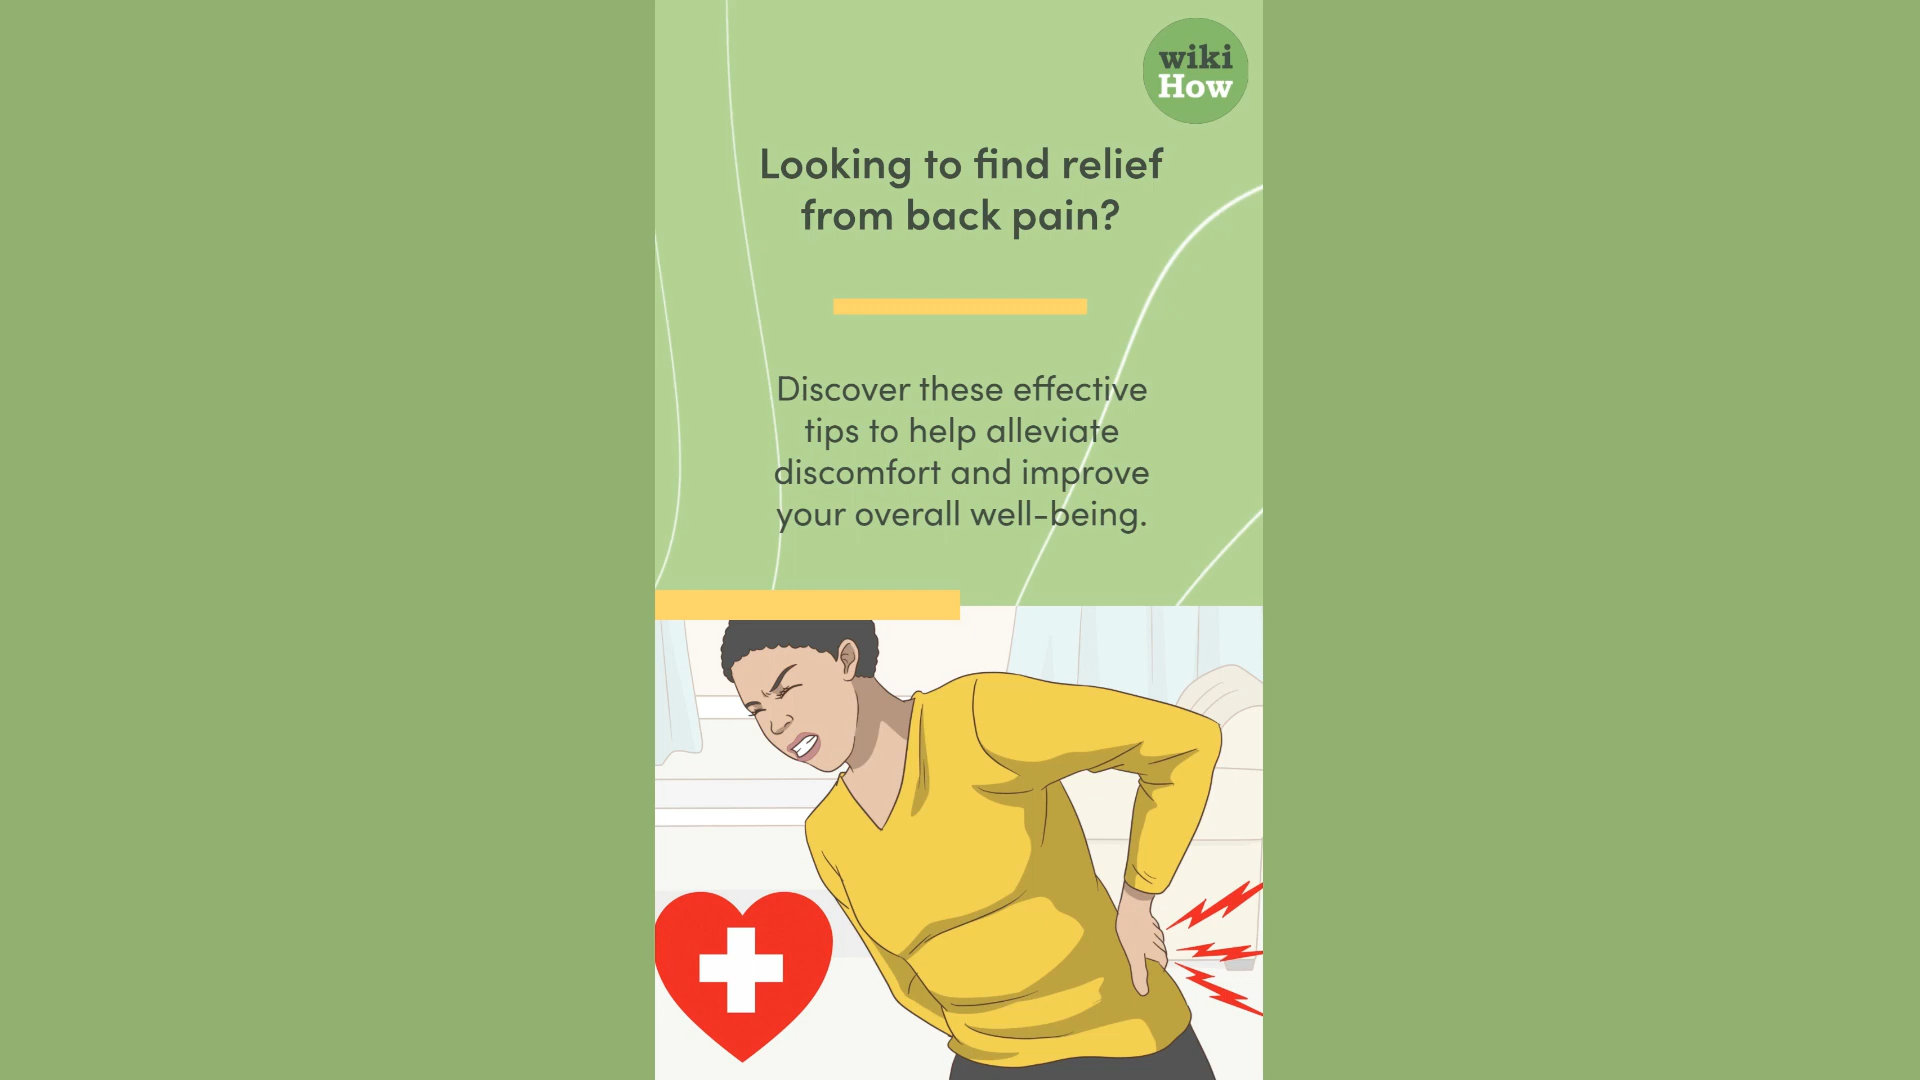 wiki
How
Looking to find relief
from back pain?
Discover these effective
tips to help alleviate
discomfort and improve
your overall well-being.